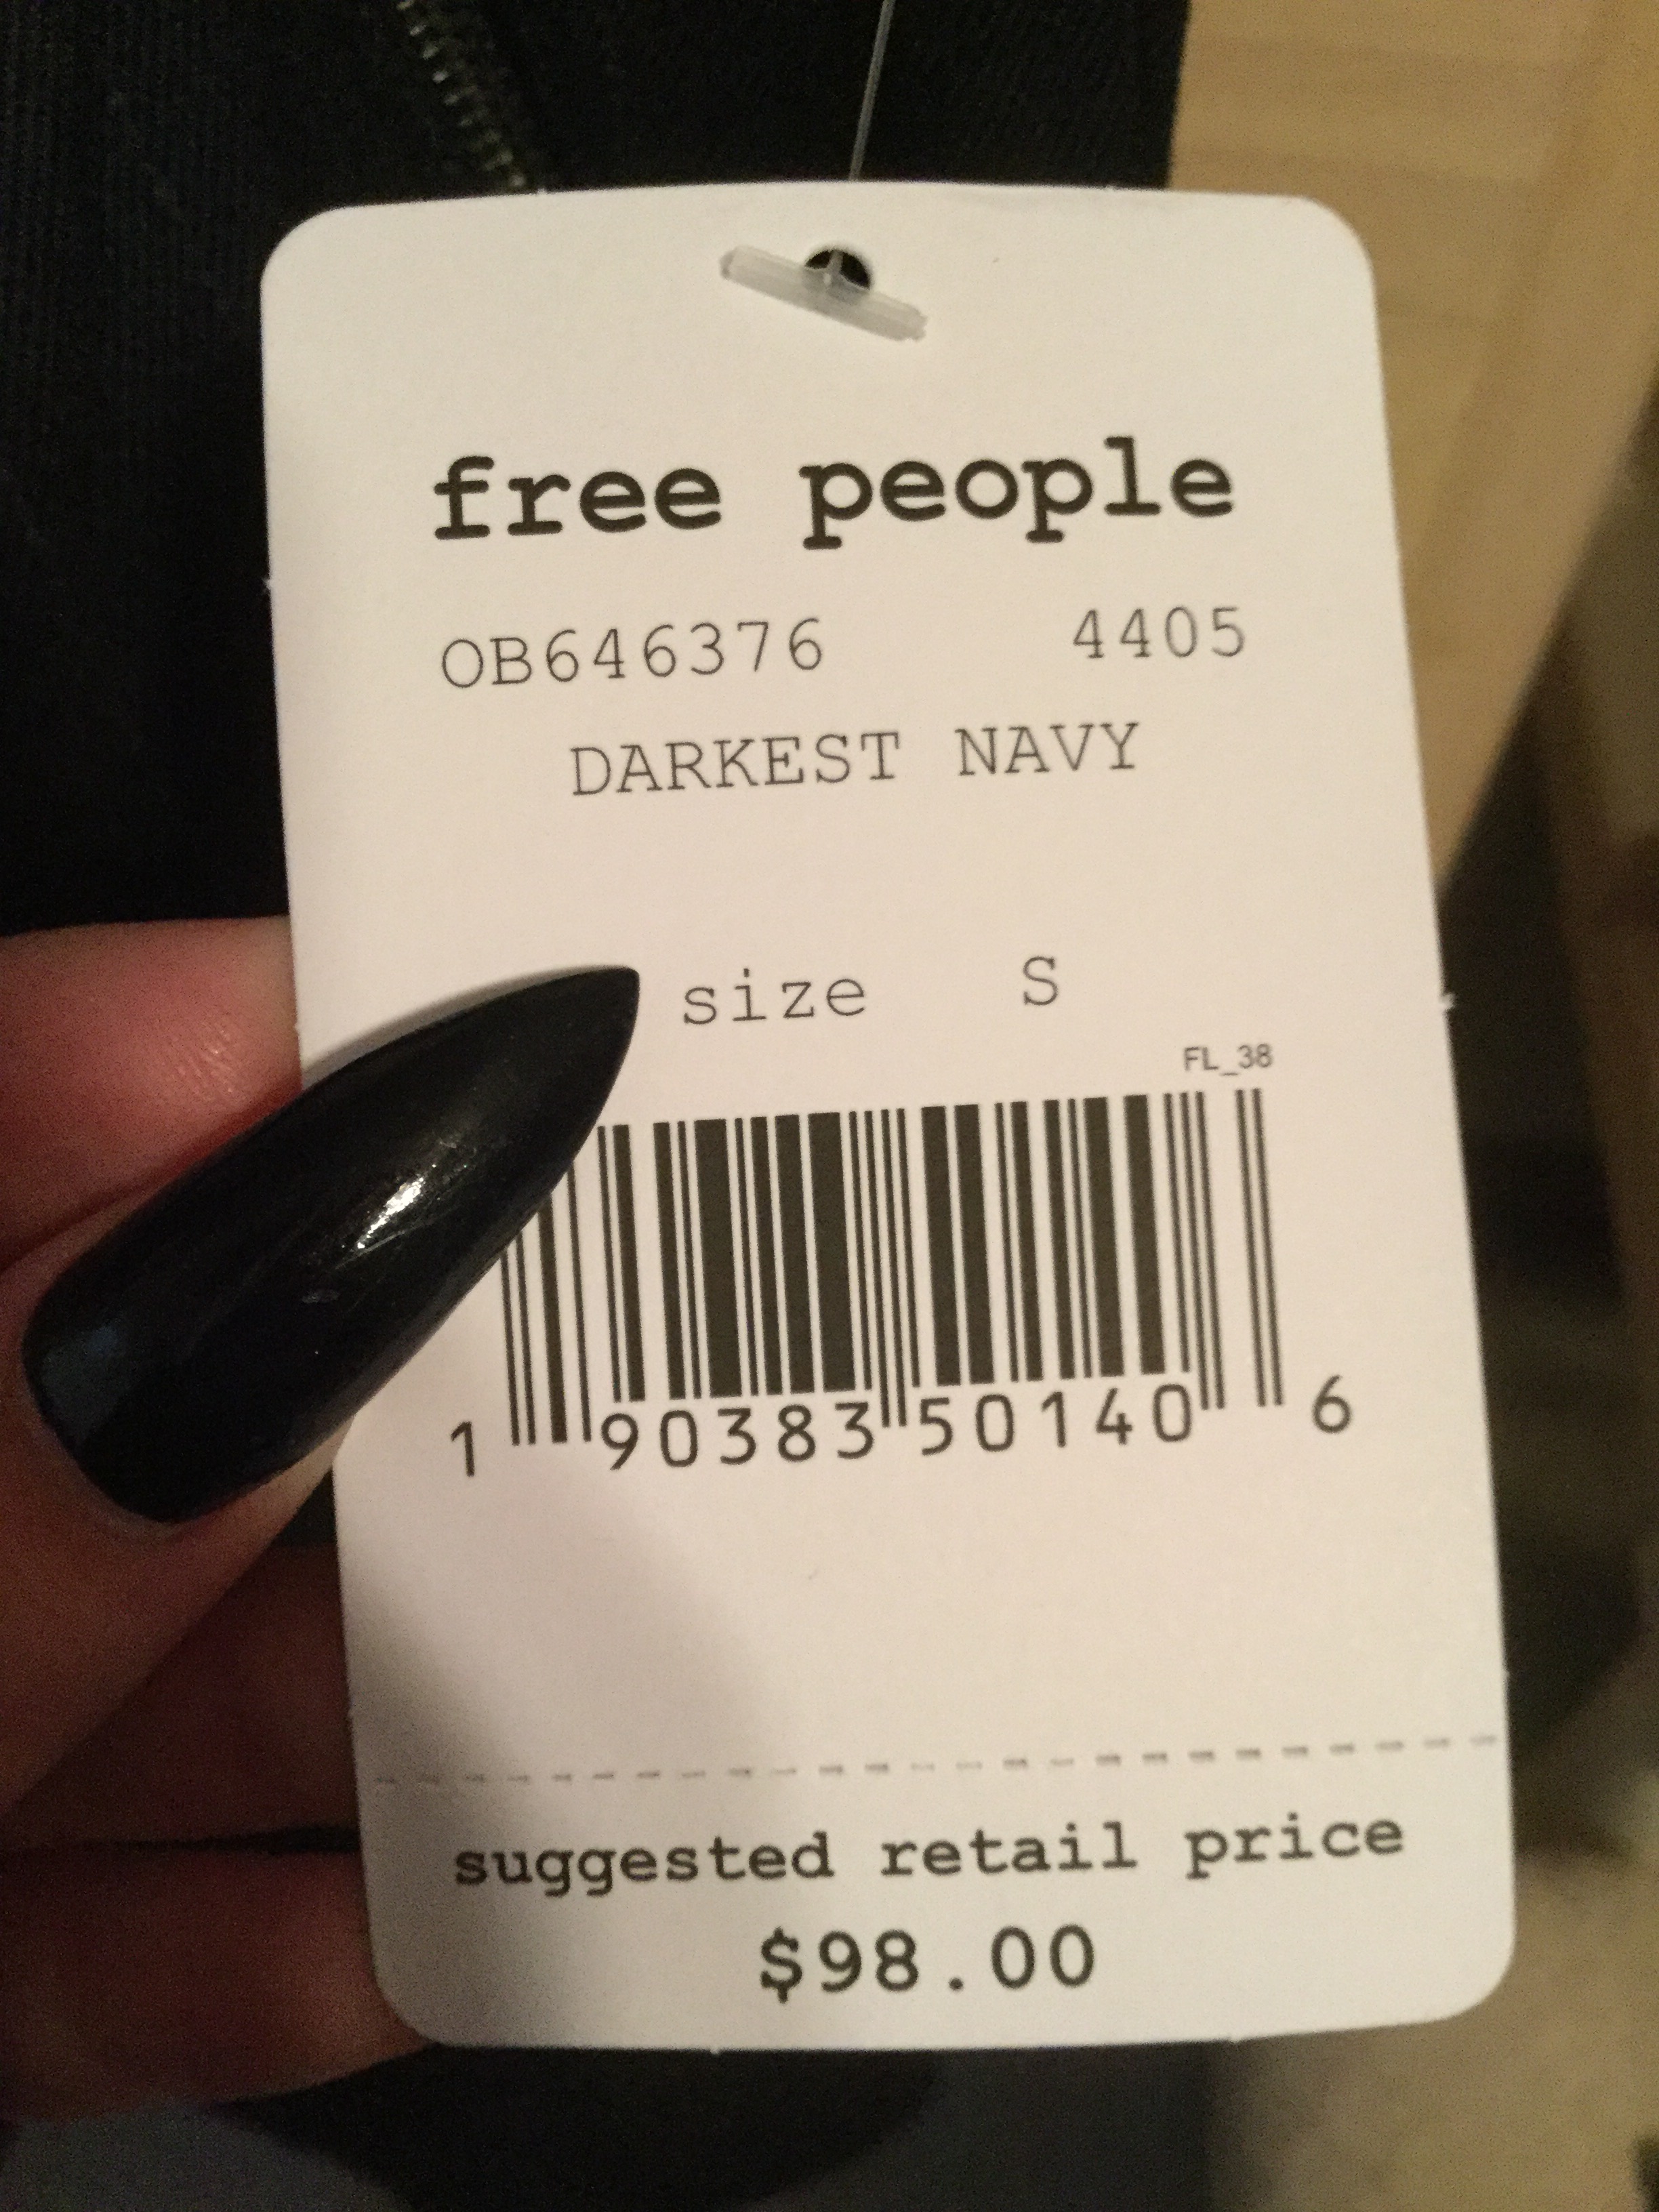 free people
OB646376 4405
DARKEST NAVY
size S
FL_38
1 90383 50140 6
suggested retail price
$98.00